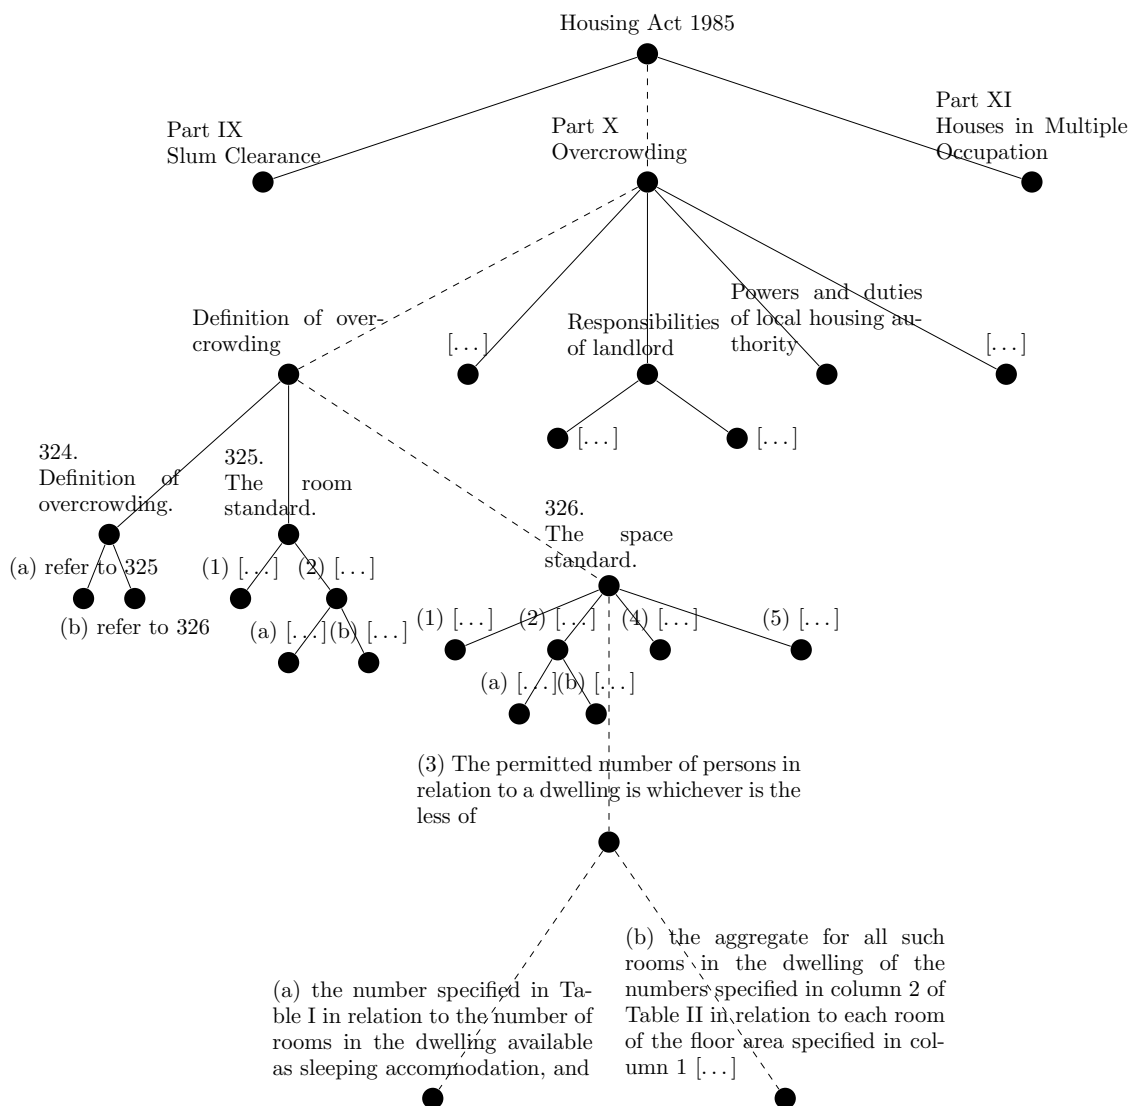 Housing Act 1985
Part IX
Slum Clearance
Part X
Overcrowding
Part XI
Houses in Multiple
Occupation
Definition of over-
crowding
[...]
Responsibilities
of landlord
Powers and duties
of local housing au-
thority
[...]
[...]
[...]
324.
Definition of
overcrowding.
325.
The room
standard.
326.
The space
standard.
(a) refer to 325
(b) refer to 326
(1) [...]
(2) [...]
(a) [...]
(b) [...]
(1) [...]
(2) [...]
(4) [...]
(5) [...]
(a) [...]
(b) [...]
(3) The permitted number of persons in
relation to a dwelling is whichever is the
less of
(a) the number specified in Ta-
ble I in relation to the number of
rooms in the dwelling available
as sleeping accommodation, and
(b) the aggregate for all such
rooms in the dwelling of the
numbers specified in column 2 of
Table II in relation to each room
of the floor area specified in col-
umn 1 [...]